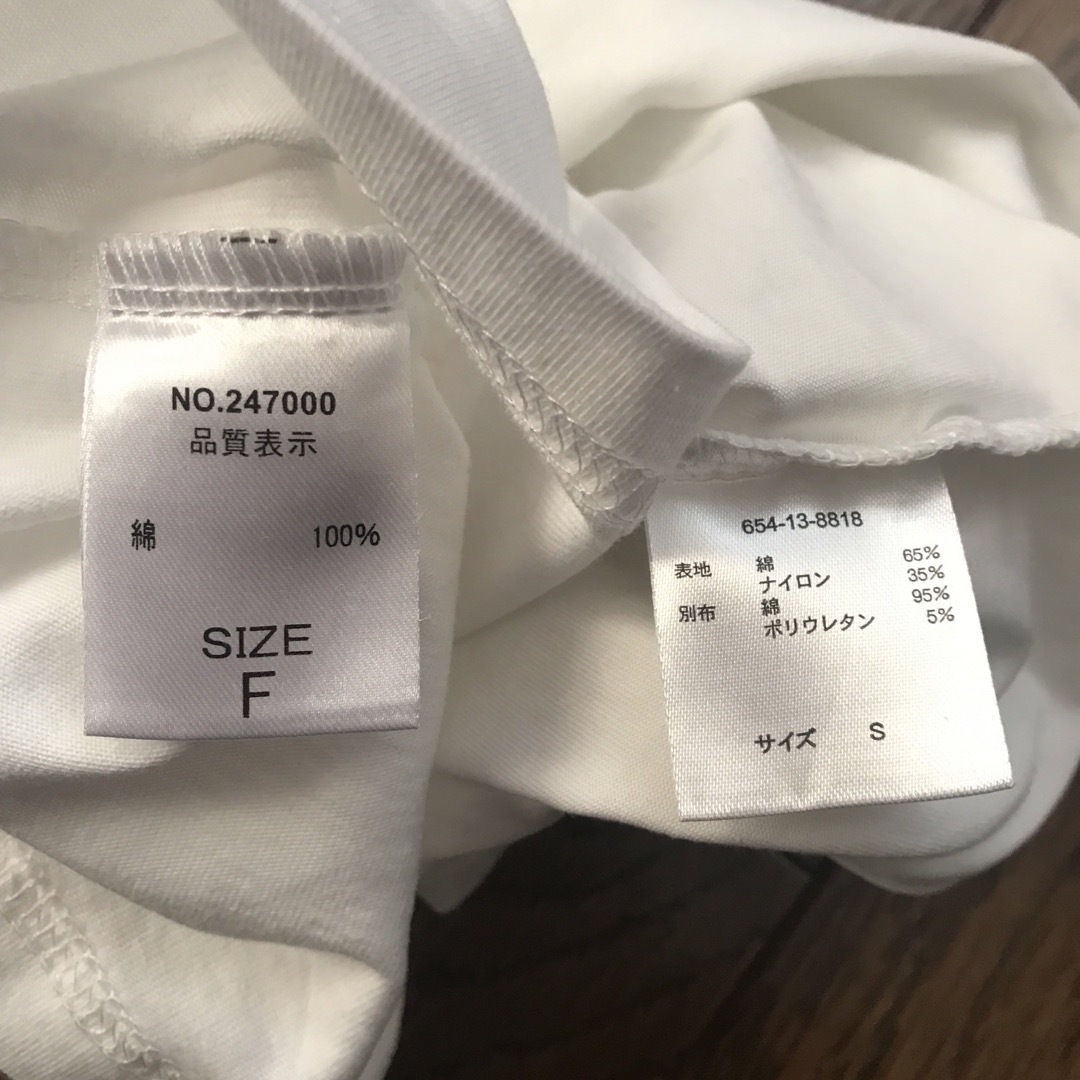 NO.247000
品質表示
綿 100%
SIZE
F
654-13-8818
表地 綿 65%
ナイロン 35%
別布 綿 95%
ポリウレタン 5%
サイズ S